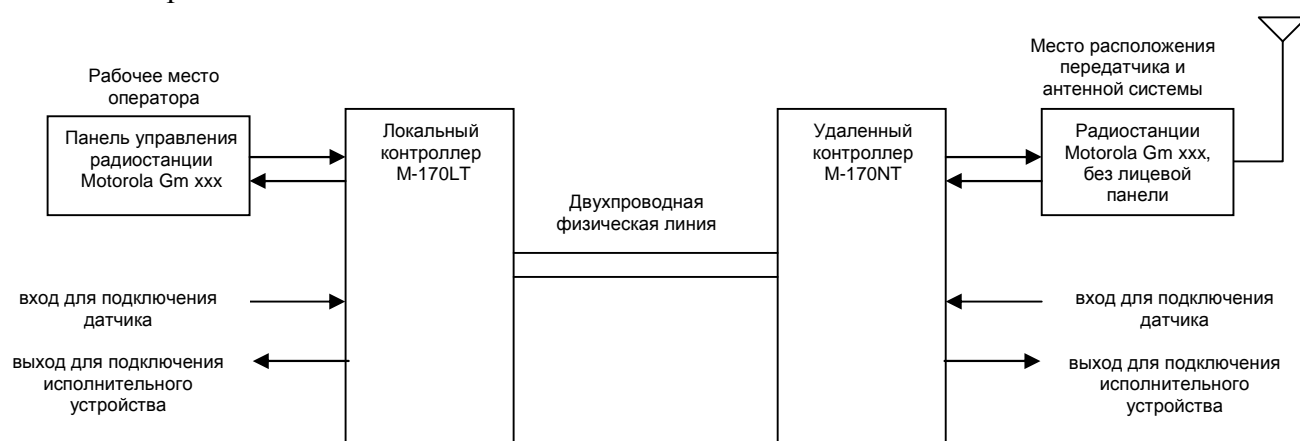 Рабочее место
оператора
Панель управления
радиостанции
Motorola Gm xxx
Локальный
контроллер
M-170LT
Двухпроводная
физическая линия
Удаленный
контроллер
M-170NT
Место расположения
передатчика и
антенной системы
Радиостанции
Motorola Gm xxx,
без лицевой
панели
вход для подключения
датчика
выход для подключения
исполнительного
устройства
вход для подключения
датчика
выход для подключения
исполнительного
устройства